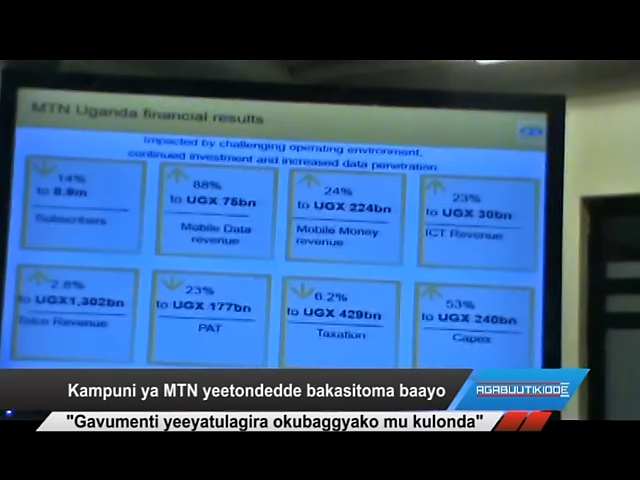 MTN Uganda financial results
Impacted by challenging operating environment,
continued investment and increased data penetration
14%
to 8.9m
Subscribers
88%
to UGX 75bn
Mobile Data
revenue
24%
to UGX 224bn
Mobile Money
revenue
23%
to UGX 30bn
ICT Revenue
2.8%
to UGX1,302bn
Telco Revenue
23%
to UGX 177bn
PAT
6.2%
to UGX 429bn
Taxation
53%
to UGX 240bn
Capex
Kampuni ya MTN yeetondedde bakasitoma baayo
AGABUUTIKIDDE
"Gavumenti yeeyatulagira okubaggyako mu kulonda"